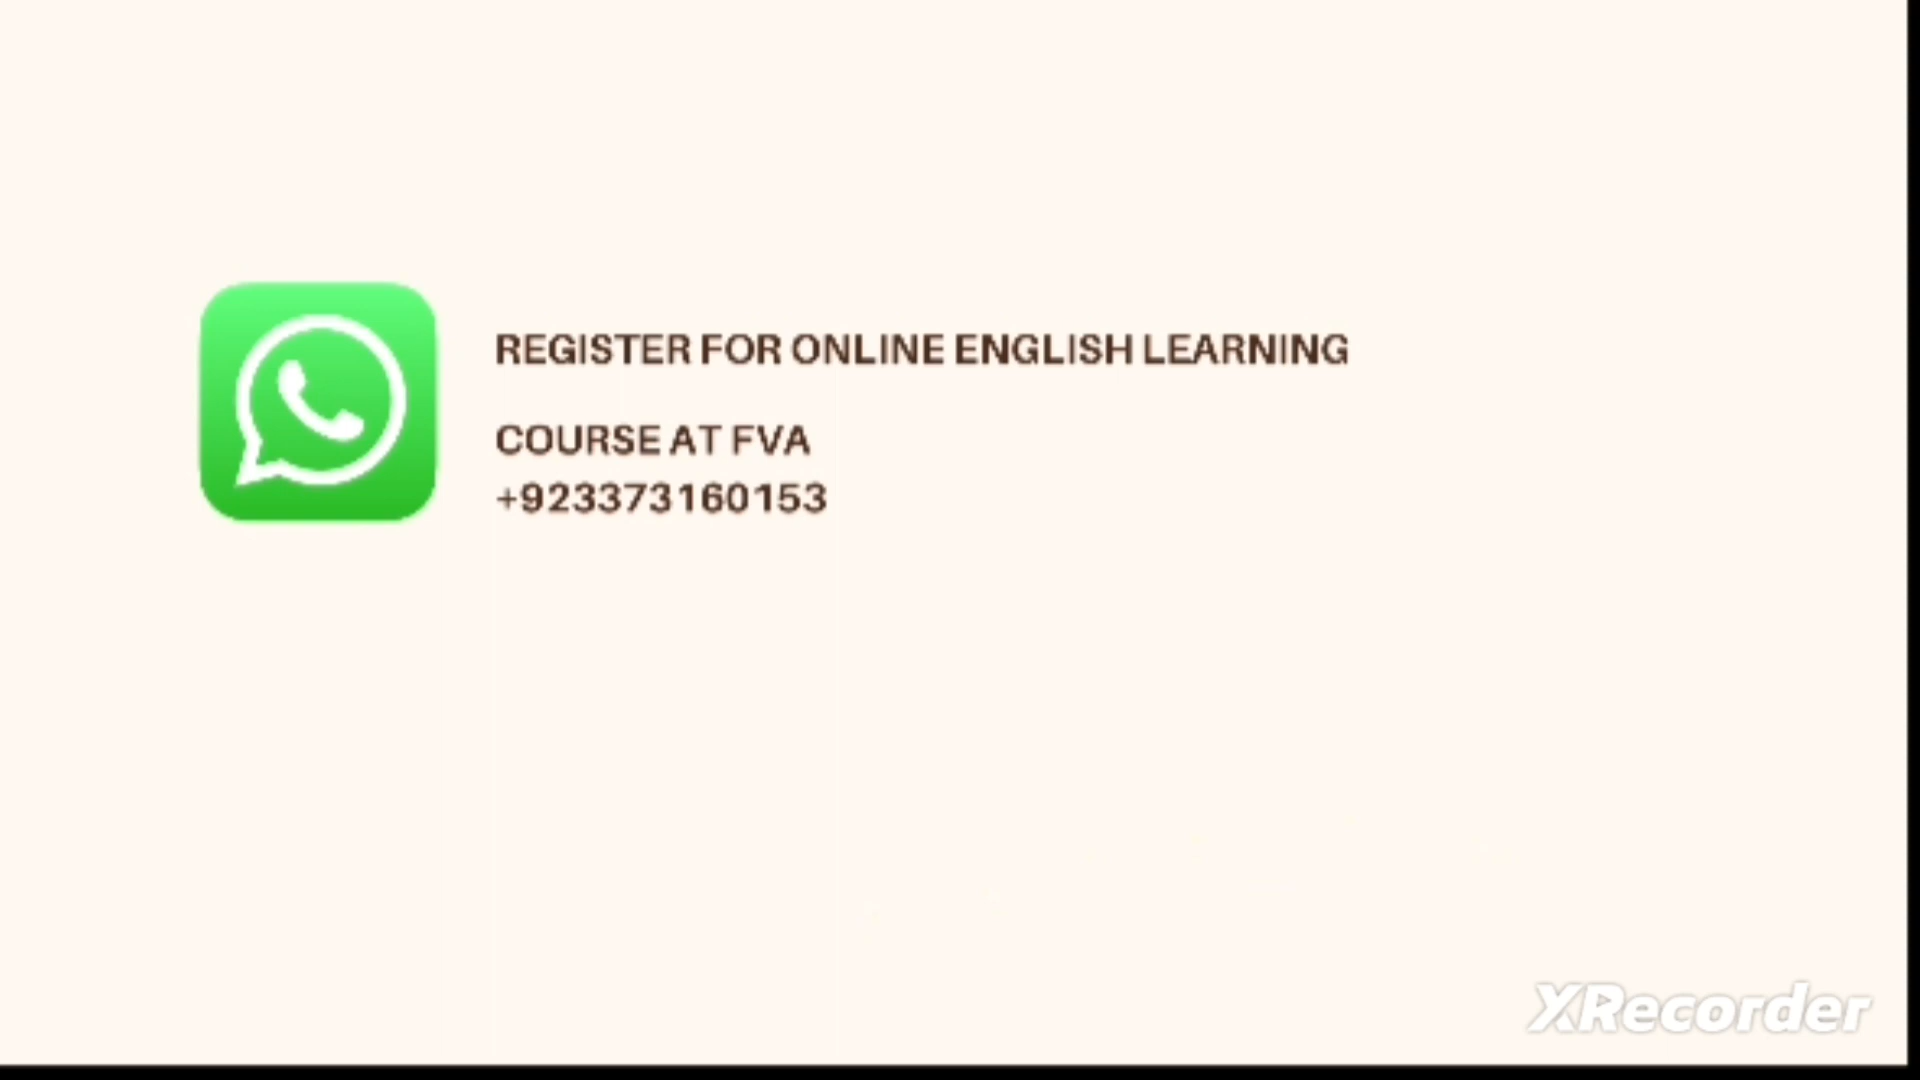 REGISTER FOR ONLINE ENGLISH LEARNING
COURSE AT FVA
+923373160153
XRecorder